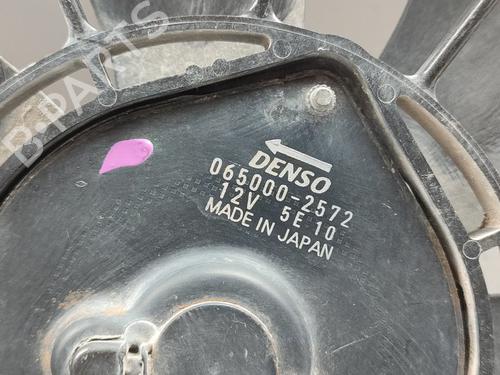 B-PARTS
DENSO
065000-2572
12V 5E 10
MADE IN JAPAN